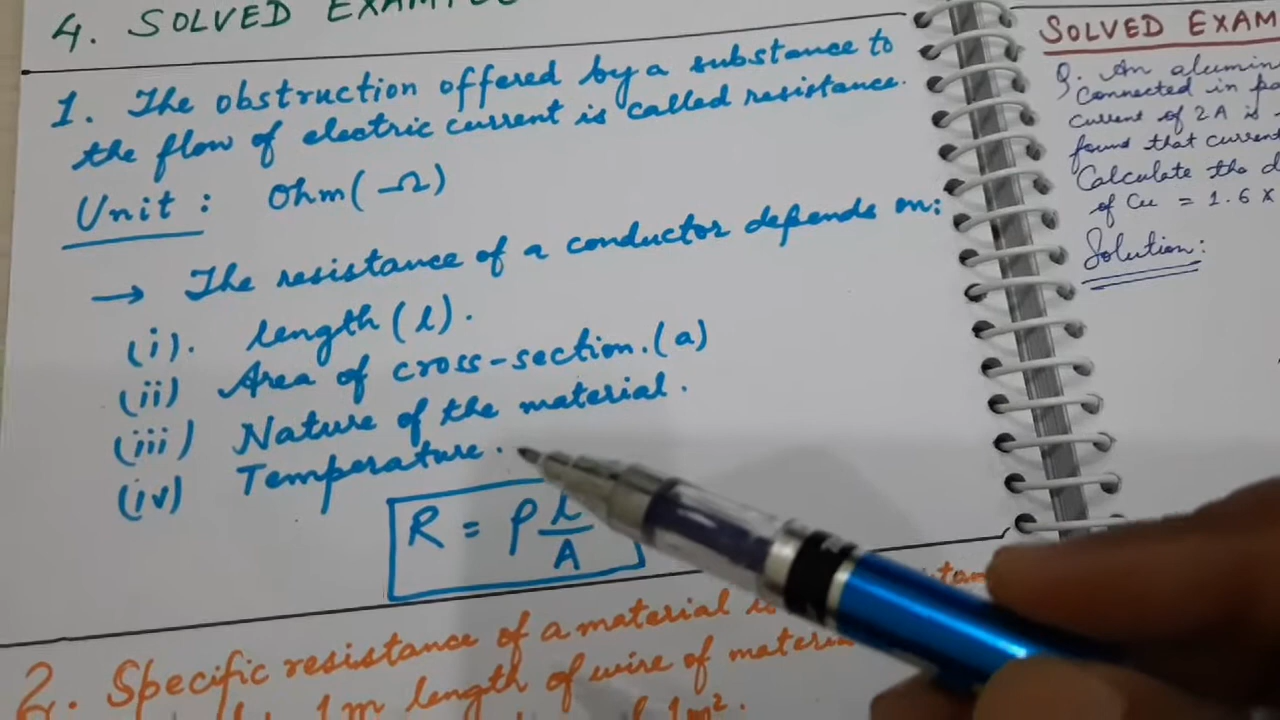 4. SOLVED
1. The obstruction offered by a substance to
the flow of electric current is called resistance.
Unit: Ohm(Ω)
→ The resistance of a conductor depends on:
(i). length (l).
(ii) Area of cross-section. (a)
(iii) Nature of the material.
(iv) Temperature.
R = ρ l/A
2. Specific resistance of a material
1m length of wire of
1m².
SOLVED EXAM
Q. An alumin
Connected in pa
current of 2 A is
found that current
Calculate the d
of Cu = 1.6 x
Solution: